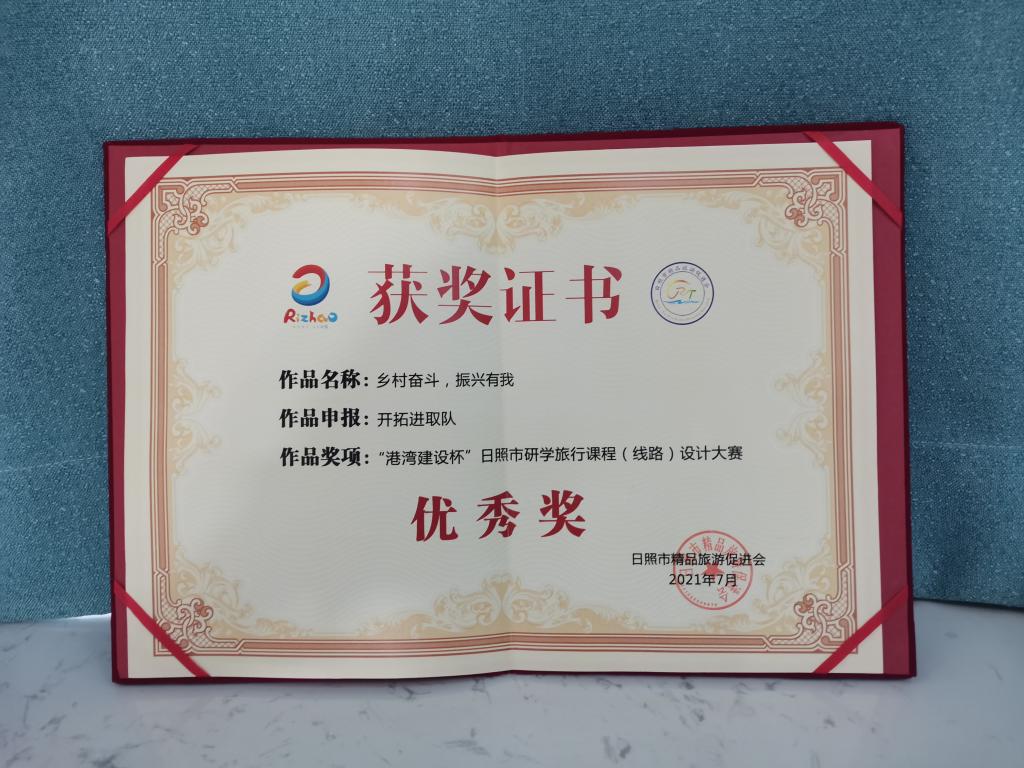 Rizhao
获奖证书
作品名称：乡村奋斗，振兴有我
作品申报：开拓进取队
作品奖项：“港湾建设杯”日照市研学旅行课程（线路）设计大赛
优秀奖
日照市精品旅游促进会
2021年7月